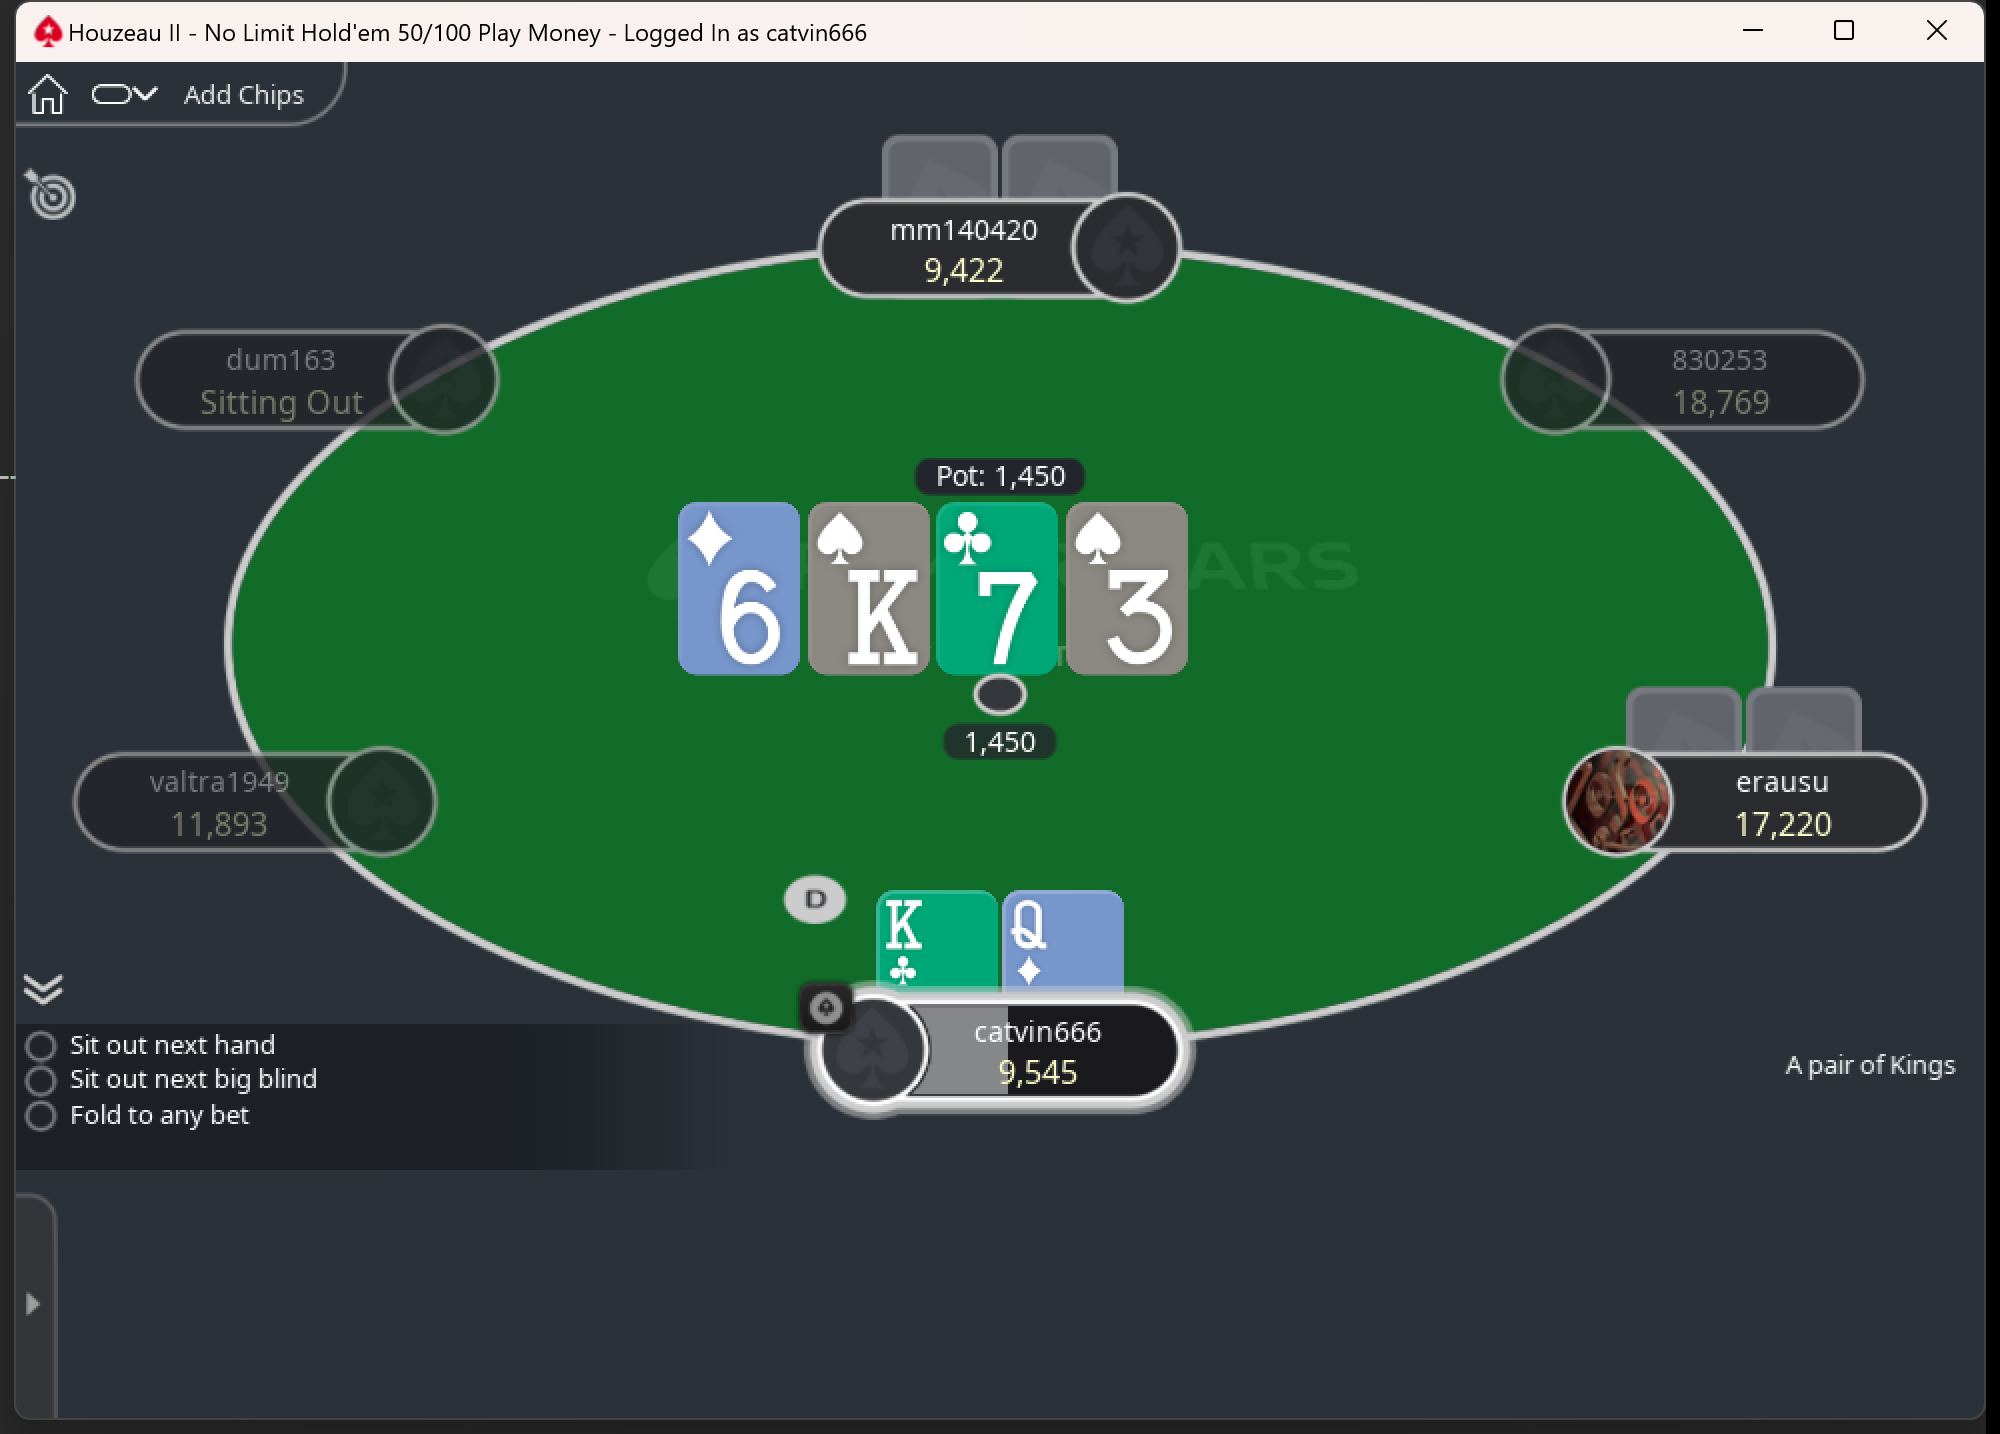 Houzeau II - No Limit Hold'em 50/100 Play Money - Logged In as catvin666
Add Chips
mm140420
9,422
dum163
Sitting Out
830253
18,769
Pot: 1,450
6
K
7
3
ARS
1,450
valtra1949
11,893
erausu
17,220
D
K
Q
catvin666
9,545
Sit out next hand
Sit out next big blind
Fold to any bet
A pair of Kings